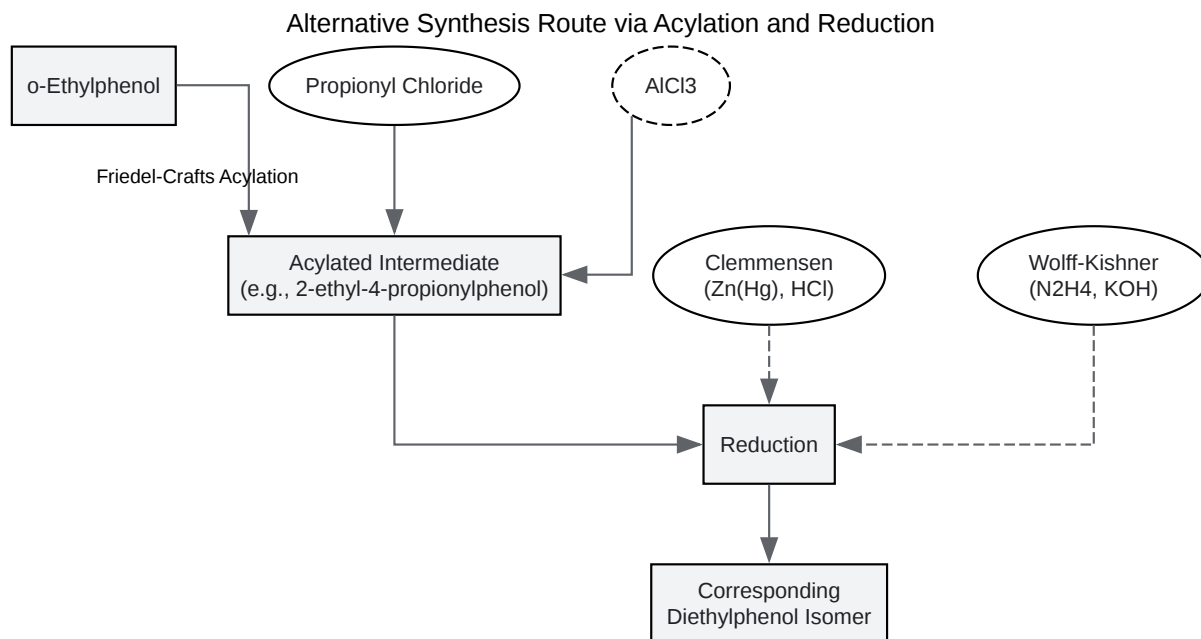 Alternative Synthesis Route via Acylation and Reduction
o-Ethylphenol
Propionyl Chloride
AlCl3
Friedel-Crafts Acylation
Acylated Intermediate
(e.g., 2-ethyl-4-propionylphenol)
Clemmensen
(Zn(Hg), HCl)
Wolff-Kishner
(N2H4, KOH)
Reduction
Corresponding
Diethylphenol Isomer